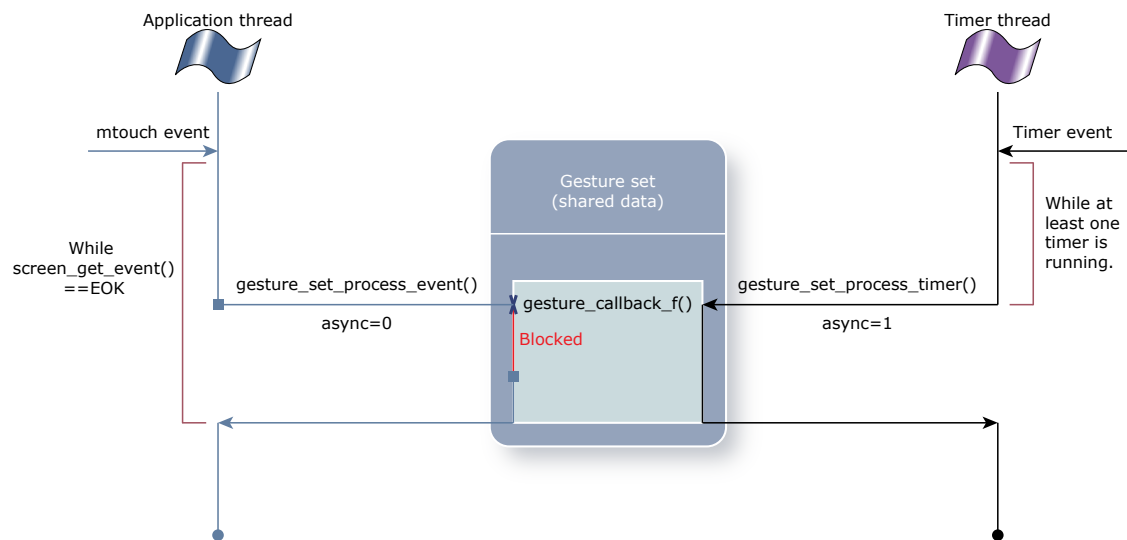 Application thread
Timer thread
mtouch event
Timer event
Gesture set
(shared data)
While
screen_get_event()
==EOK
While at
least one
timer is
running.
gesture_set_process_event()
async=0
gesture_callback_f()
Blocked
gesture_set_process_timer()
async=1